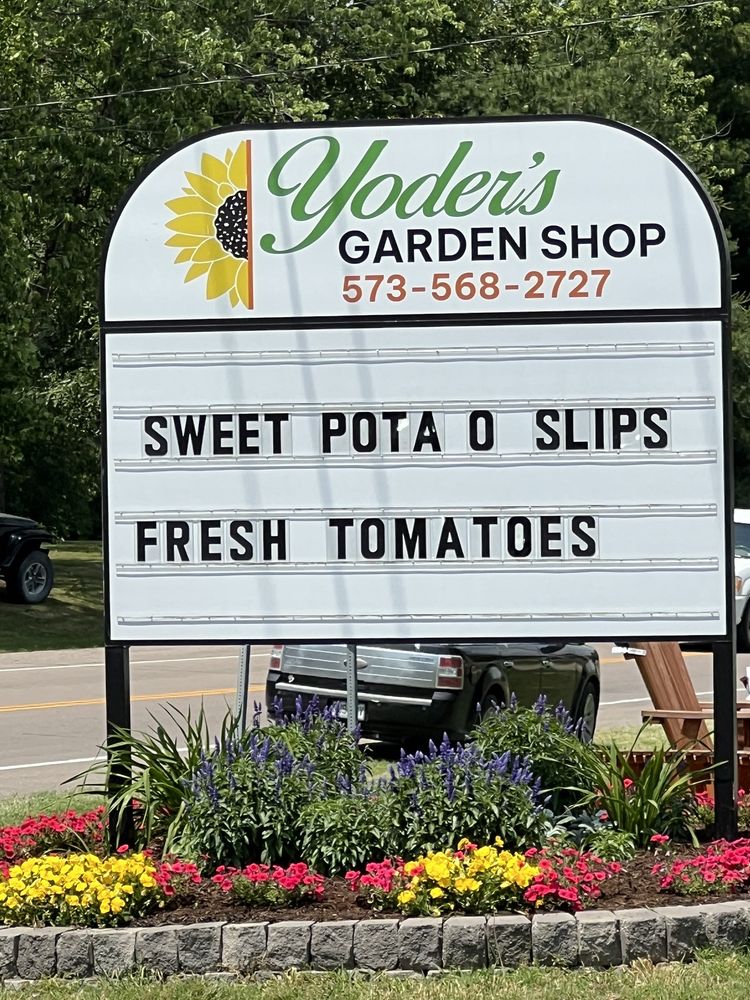 Yoder's
GARDEN SHOP
573-568-2727
SWEET POTA O SLIPS
FRESH TOMATOES